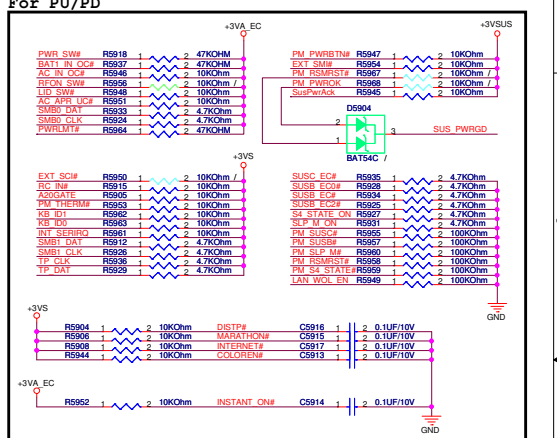 For PU/PD
+3VA_EC
PWR_SW# R5918 1 2 47KOHM
BAT1_IN_OC# R5937 1 2 47KOHM
AC_IN_OC# R5946 1 2 10KOhm
RFON_SW# R5956 1 2 10KOhm /
LID_SW# R5948 1 2 10KOhm
AC_APR_UC# R5951 1 2 10KOhm
SMB0_DAT R5933 1 2 4.7KOhm
SMB0_CLK R5924 1 2 4.7KOhm
PWRLMT# R5964 1 2 47KOHM
+3VSUS
PM_PWRBTN# R5947 1 2 10KOhm
EXT_SMI# R5954 1 2 10KOhm
PM_RSMRST# R5967 1 2 10KOhm /
PM_PWROK R5968 1 2 10KOhm
SusPwrAck R5945 1 2 10KOhm
D5904
2
1
3 SUS_PWRGD
BAT54C /
+3VS
EXT_SCI# R5950 1 2 10KOhm /
RC_IN# R5915 1 2 10KOhm
A20GATE R5905 1 2 10KOhm
PM_THERM# R5953 1 2 10KOhm
KB_ID1 R5962 1 2 10KOhm
KB_ID0 R5963 1 2 10KOhm
INT_SERIRQ R5961 1 2 10KOhm
SMB1_DAT R5912 1 2 4.7KOhm
SMB1_CLK R5926 1 2 4.7KOhm
TP_CLK R5936 1 2 4.7KOhm
TP_DAT R5929 1 2 4.7KOhm
SUSC_EC# R5935 1 2 4.7KOhm
SUSB_EC0# R5928 1 2 4.7KOhm
SUSB_EC# R5934 1 2 4.7KOhm
SUSB_EC2# R5925 1 2 4.7KOhm
S4_STATE_ON R5927 1 2 4.7KOhm
SLP_M_ON R5931 1 2 4.7KOhm
PM_SUSC# R5955 1 2 100KOhm
PM_SUSB# R5957 1 2 100KOhm
PM_SLP_M# R5960 1 2 100KOhm
PM_RSMRST# R5958 1 2 100KOhm
PM_S4_STATE# R5959 1 2 100KOhm
LAN_WOL_EN R5949 1 2 100KOhm
GND
+3VS
R5904 1 2 10KOhm DISTP# C5916 1 2 0.1UF/10V
R5906 1 2 10KOhm MARATHON# C5915 1 2 0.1UF/10V
R5908 1 2 10KOhm INTERNET# C5917 1 2 0.1UF/10V
R5944 1 2 10KOhm COLOREN# C5913 1 2 0.1UF/10V
+3VA_EC
R5952 1 2 10KOhm INSTANT_ON# C5914 1 2 0.1UF/10V
GND